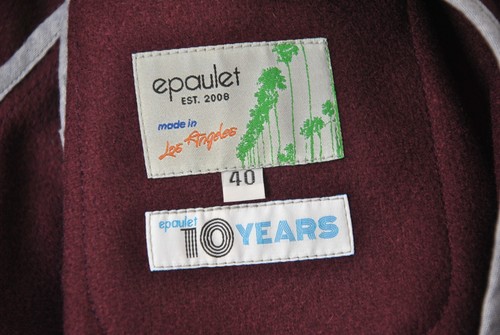 epaulet
EST. 2008
made in
Los Angeles
40
epaulet
10 YEARS